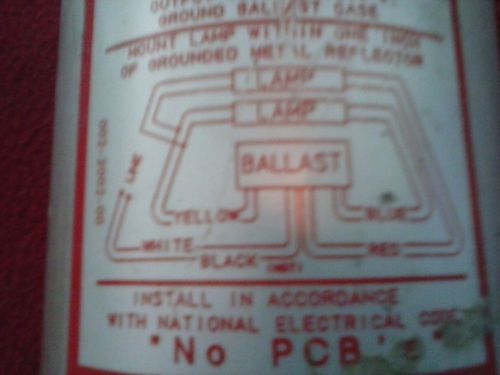 GROUND BALLAST CASE
MOUNT LAMP WITHIN ONE INCH
OF GROUNDED METAL REFLECTOR
LAMP
LAMP
BALLAST
LINE
YELLOW
BLUE
WHITE
RED
BLACK
INSTALL IN ACCORDANCE
WITH NATIONAL ELECTRICAL CODE
"No PCB's"